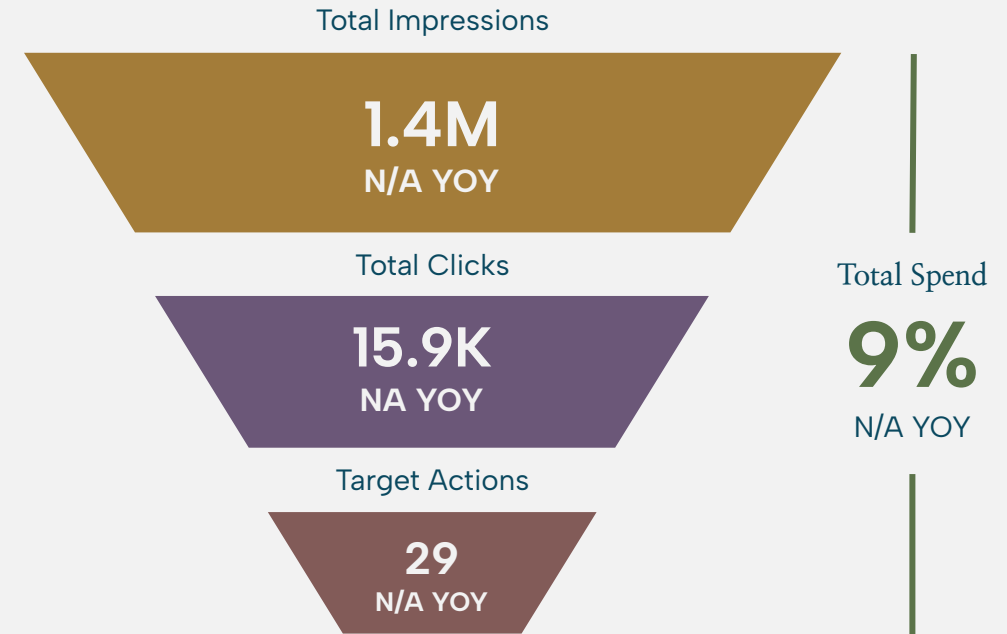 Total Impressions
1.4M
N/A YOY
Total Clicks
15.9K
NA YOY
Target Actions
29
N/A YOY
Total Spend
9%
N/A YOY